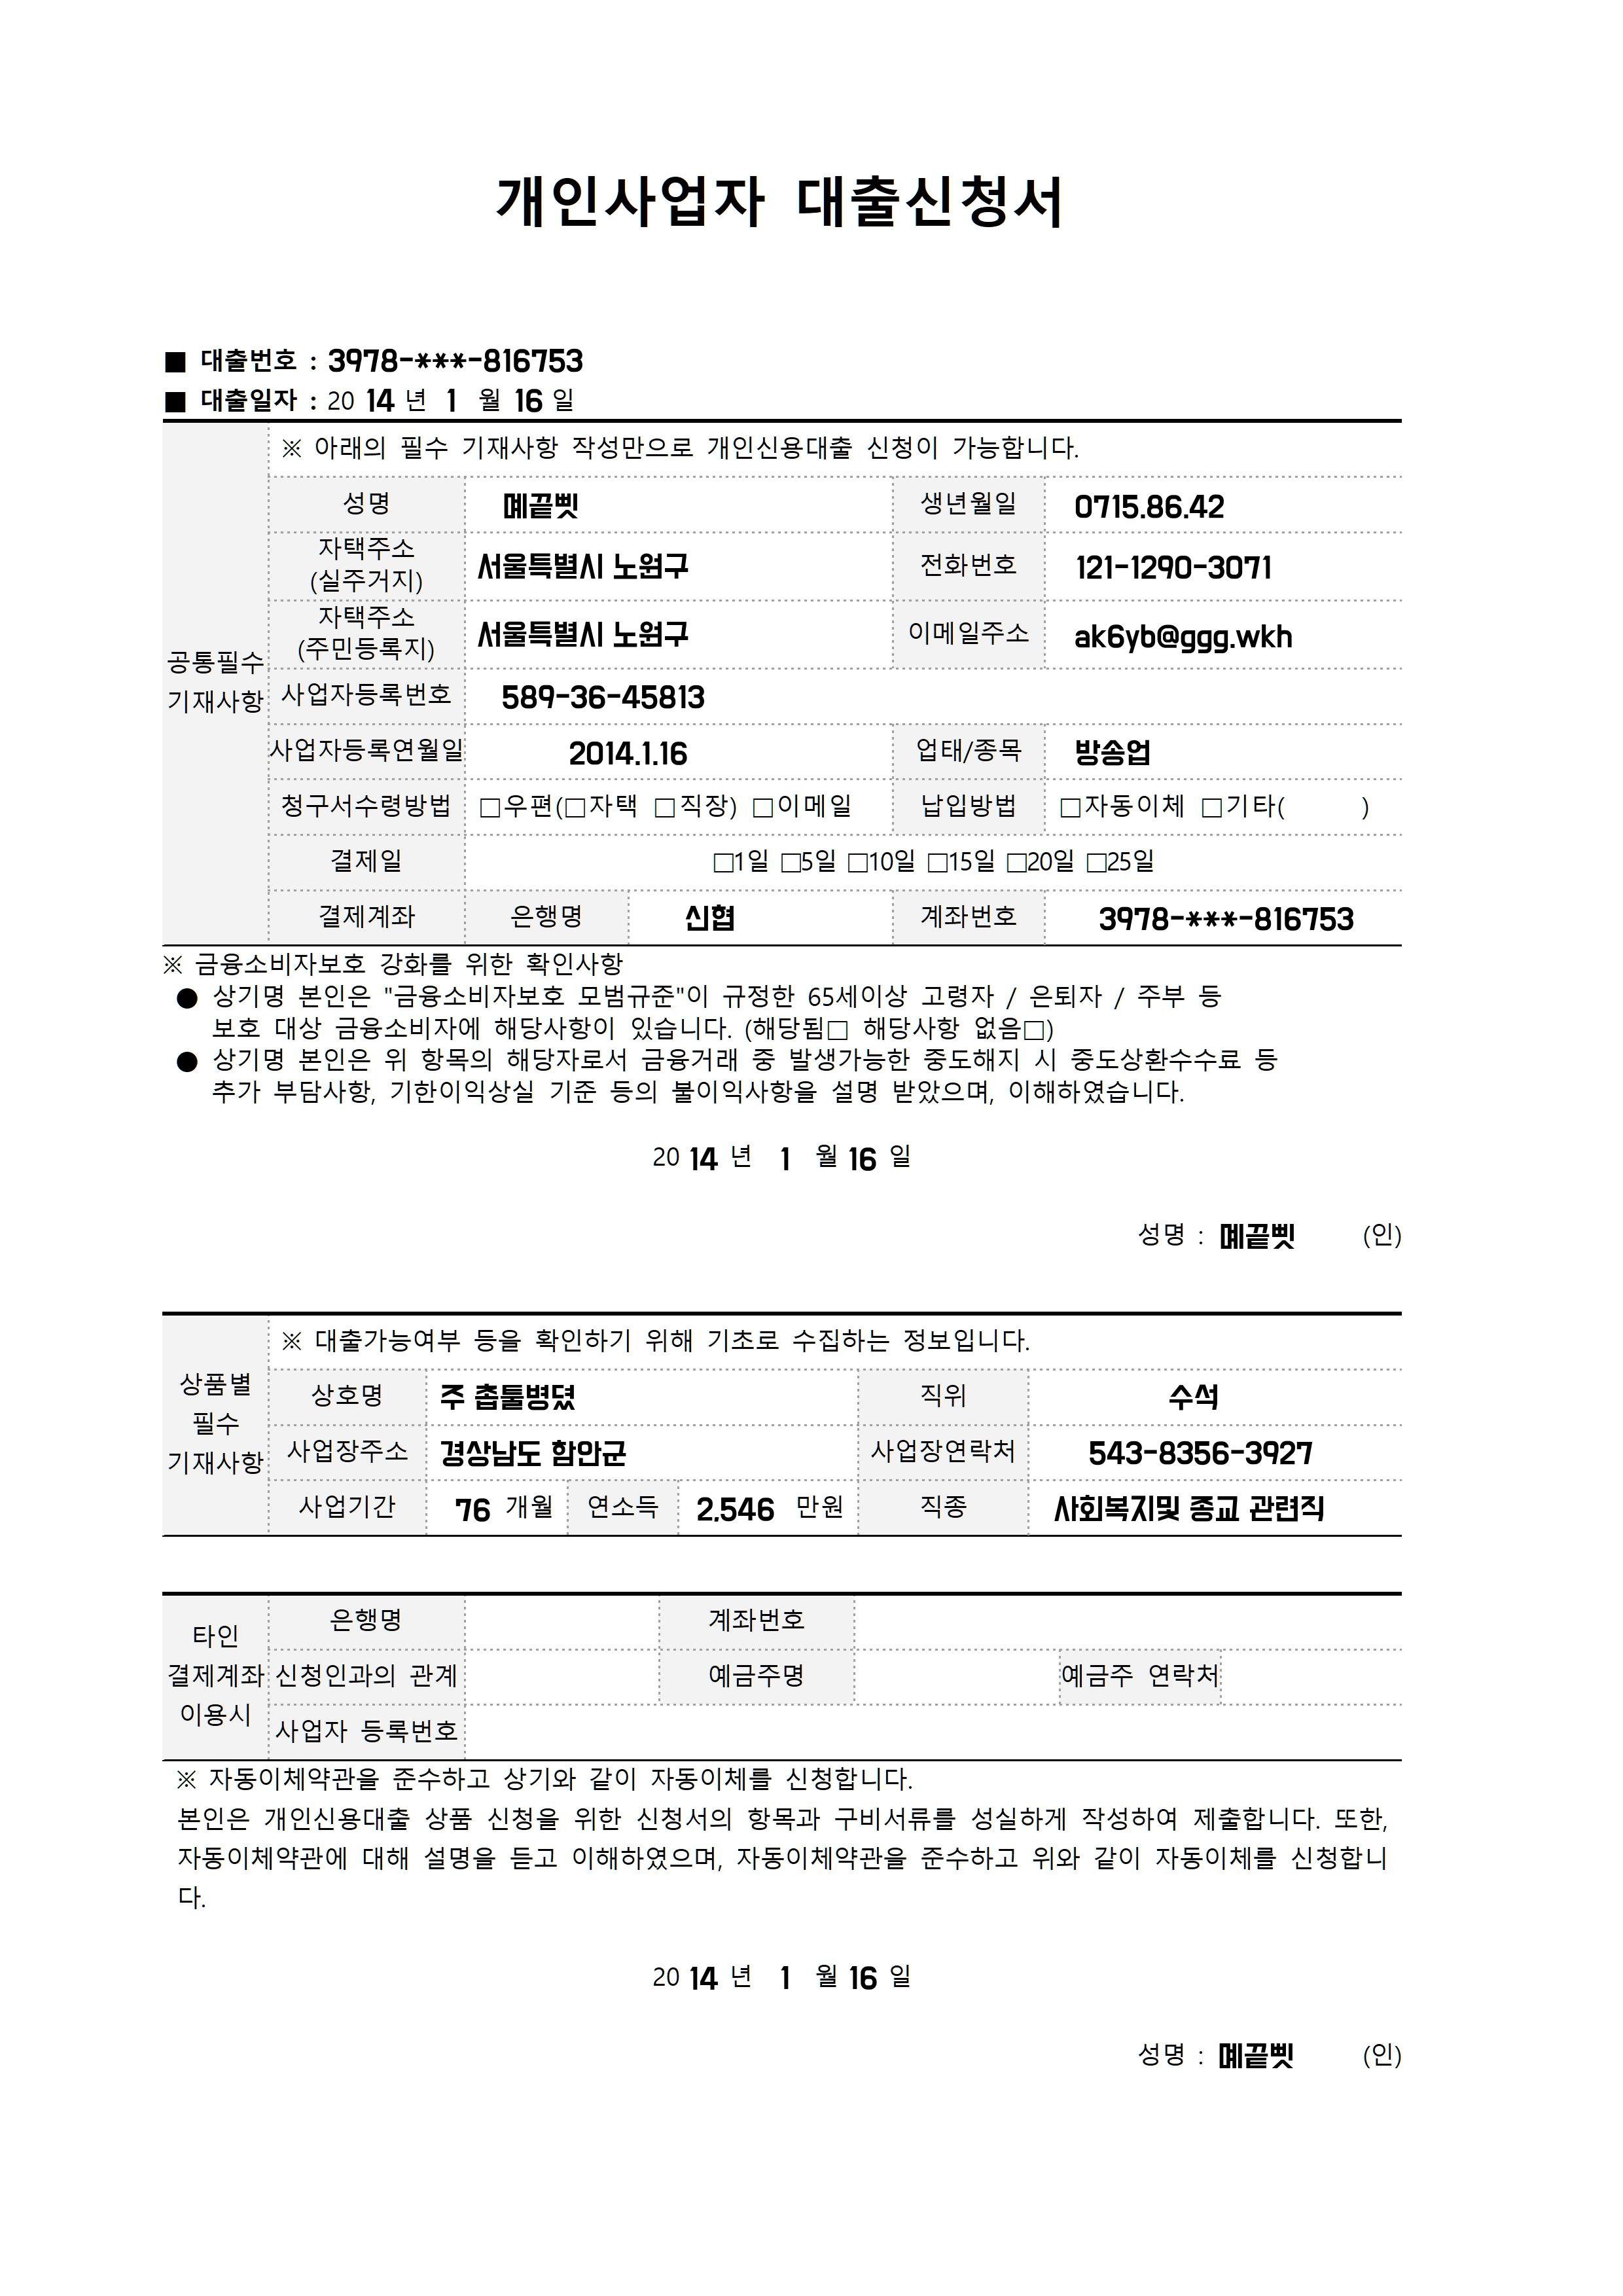 개인사업자 대출신청서
■ 대출번호 : 3978-***-816753
■ 대출일자 : 20 14 년 1 월 16 일
※ 아래의 필수 기재사항 작성만으로 개인신용대출 신청이 가능합니다.
공통필수
기재사항
성명 생년월일 0715.86.42
자택주소
(실주거지) 서울특별시 노원구 전화번호 121-1290-3071
자택주소
(주민등록지) 서울특별시 노원구 이메일주소 ak6yb@ggg.wkh
사업자등록번호 589-36-45813
사업자등록연월일 2014.1.16 업태/종목 방송업
청구서수령방법 □우편(□자택 □직장) □이메일 납입방법 □자동이체 □기타( )
결제일 □1일 □5일 □10일 □15일 □20일 □25일
결제계좌 은행명 신협 계좌번호 3978-***-816753
※ 금융소비자보호 강화를 위한 확인사항
● 상기명 본인은 "금융소비자보호 모범규준"이 규정한 65세이상 고령자 / 은퇴자 / 주부 등
보호 대상 금융소비자에 해당사항이 있습니다. (해당됨□ 해당사항 없음□)
● 상기명 본인은 위 항목의 해당자로서 금융거래 중 발생가능한 중도해지 시 중도상환수수료 등
추가 부담사항, 기한이익상실 기준 등의 불이익사항을 설명 받았으며, 이해하였습니다.
20 14 년 1 월 16 일
성명 : (인)
상품별
필수
기재사항
※ 대출가능여부 등을 확인하기 위해 기초로 수집하는 정보입니다.
상호명 주 직위 수석
사업장주소 경상남도 함안군 사업장연락처 543-8356-3927
사업기간 76 개월 연소득 2,546 만원 직종 사회복지및 종교 관련직
타인
결제계좌
이용시
은행명 계좌번호
신청인과의 관계 예금주명 예금주 연락처
사업자 등록번호
※ 자동이체약관을 준수하고 상기와 같이 자동이체를 신청합니다.
본인은 개인신용대출 상품 신청을 위한 신청서의 항목과 구비서류를 성실하게 작성하여 제출합니다. 또한,
자동이체약관에 대해 설명을 듣고 이해하였으며, 자동이체약관을 준수하고 위와 같이 자동이체를 신청합니
다.
20 14 년 1 월 16 일
성명 : (인)